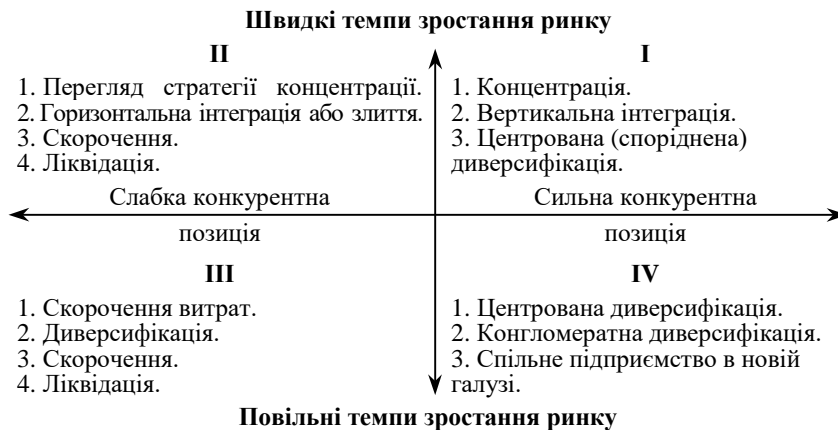 Швидкі темпи зростання ринку
II
1. Перегляд стратегії концентрації.
2. Горизонтальна інтеграція або злиття.
3. Скорочення.
4. Ліквідація.
I
1. Концентрація.
2. Вертикальна інтеграція.
3. Центрована (споріднена)
диверсифікація.
Слабка конкурентна
позиція
Сильна конкурентна
позиція
III
1. Скорочення витрат.
2. Диверсифікація.
3. Скорочення.
4. Ліквідація.
IV
1. Центрована диверсифікація.
2. Конгломератна диверсифікація.
3. Спільне підприємство в новій
галузі.
Повільні темпи зростання ринку